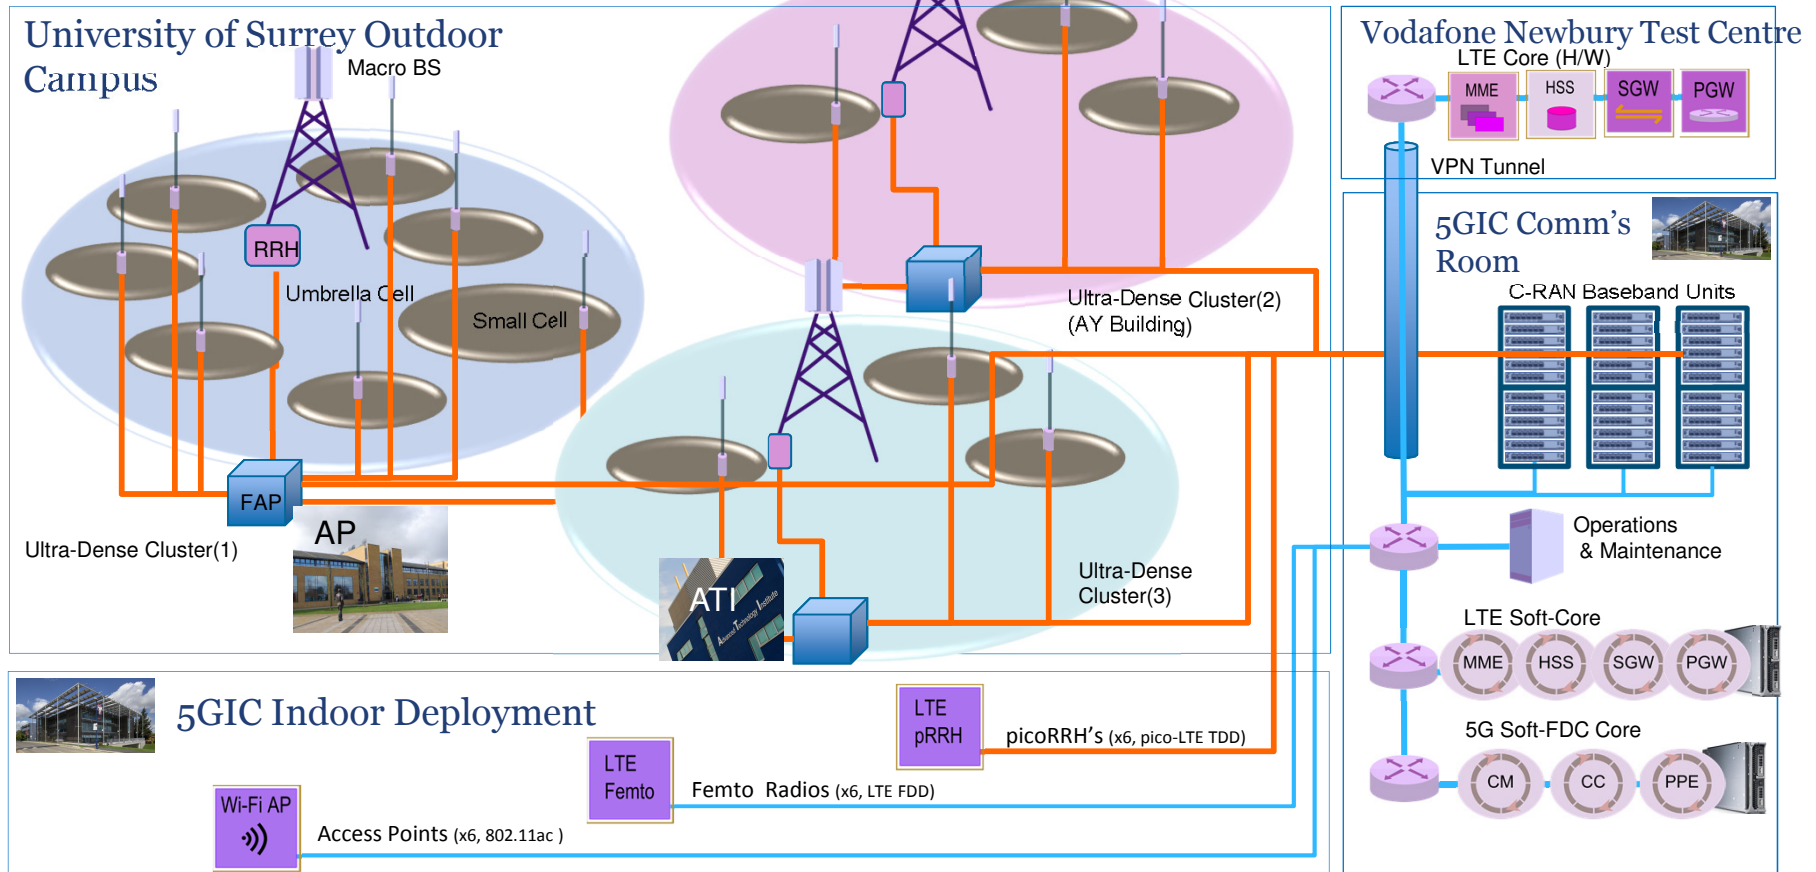 University of Surrey Outdoor
Campus
Macro BS
RRH
Umbrella Cell
Small Cell
FAP
AP
Ultra-Dense Cluster(1)
Ultra-Dense Cluster(2)
(AY Building)
ATI
Advanced Technology Institute
Ultra-Dense
Cluster(3)
Vodafone Newbury Test Centre
LTE Core (H/W)
MME
HSS
SGW
PGW
VPN Tunnel
5GIC Comm's
Room
C-RAN Baseband Units
Operations
& Maintenance
LTE Soft-Core
MME
HSS
SGW
PGW
5G Soft-FDC Core
CM
CC
PPE
5GIC Indoor Deployment
LTE
pRRH
picoRRH's (x6, pico-LTE TDD)
LTE
Femto
Femto Radios (x6, LTE FDD)
Wi-Fi AP
Access Points (x6, 802.11ac )